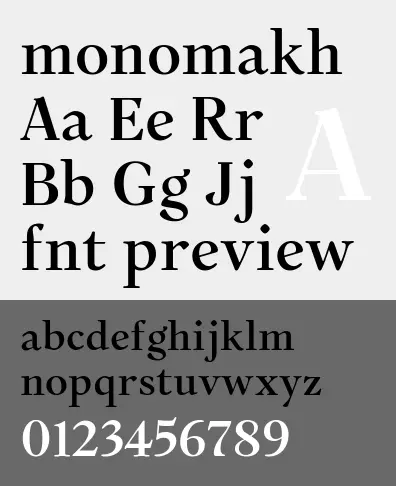 monomakh
Aa Ee Rr
A
Bb Gg Jj
fnt preview
abcdefghijklm
nopqrstuvwxyz
0123456789